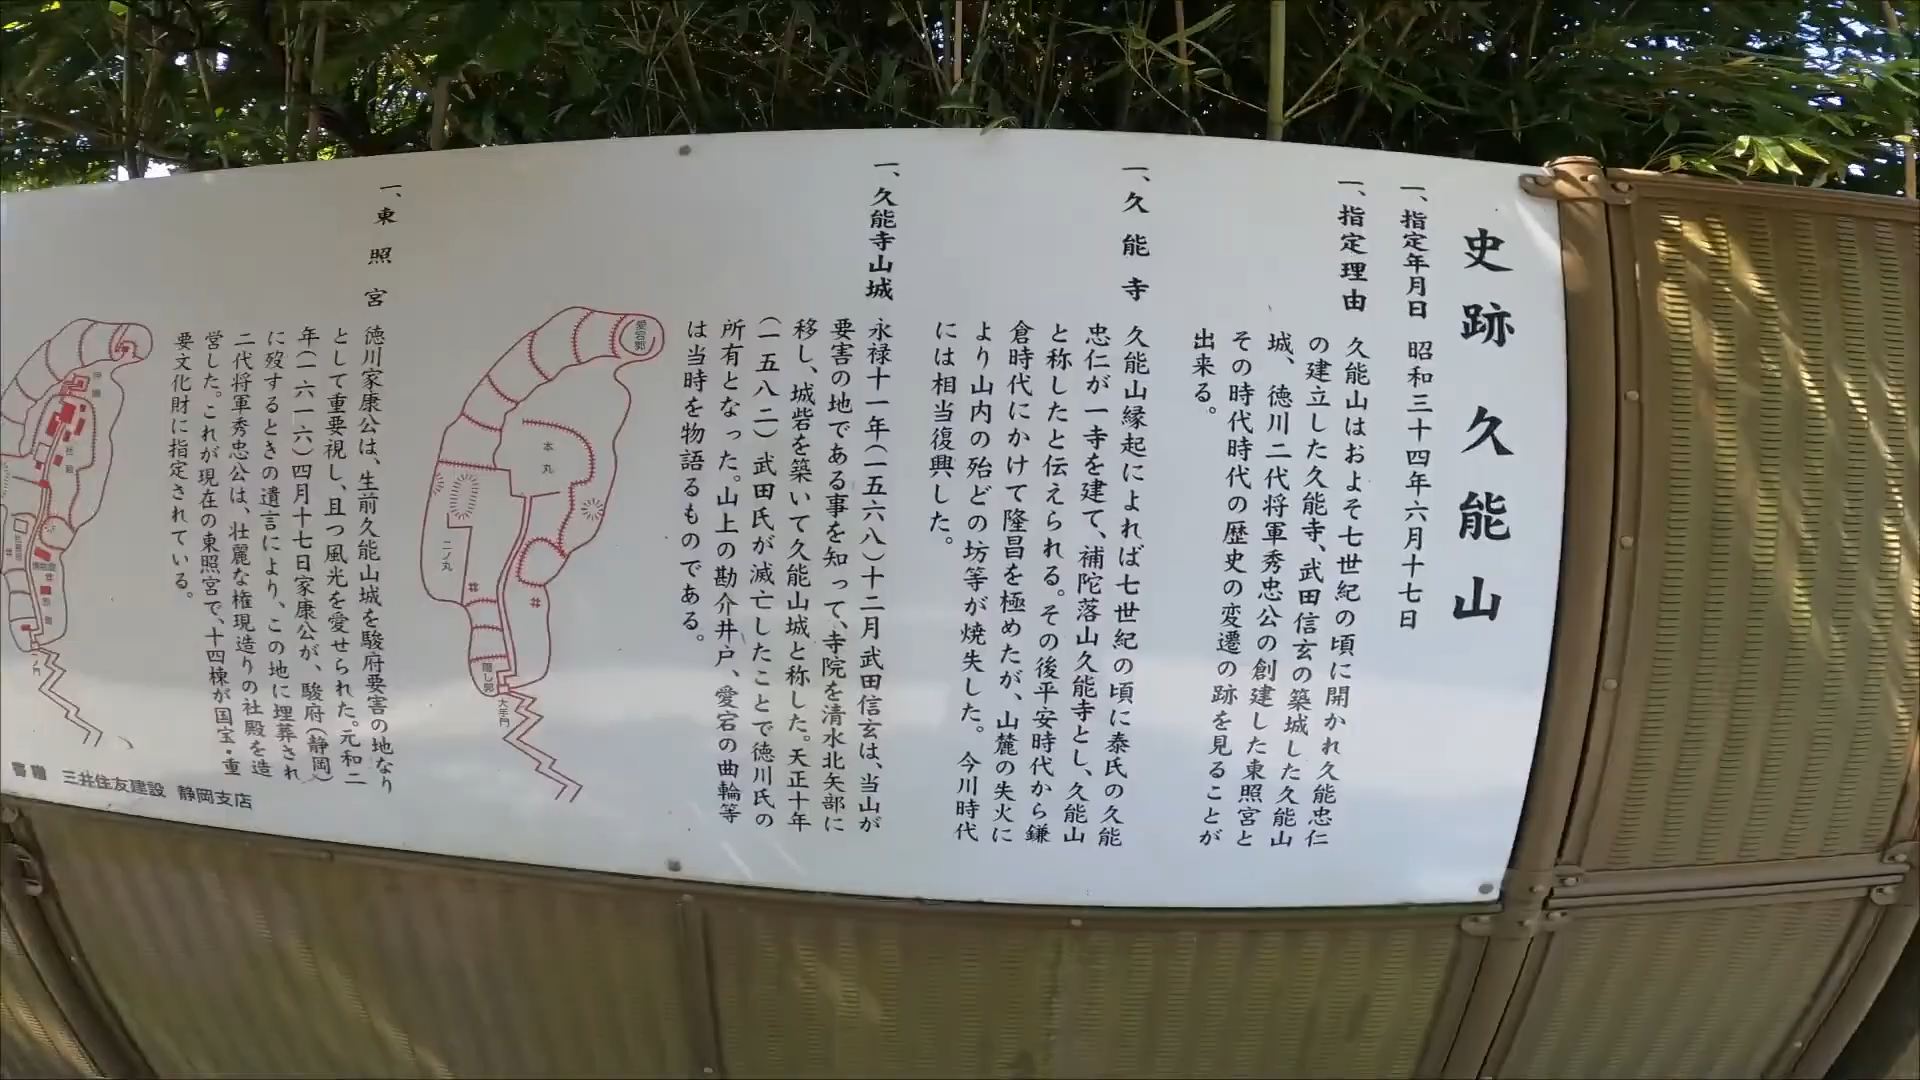 史跡 久能山
一、指定年月日 昭和三十四年六月十七日
一、指定理由 久能山はおよそ七世紀の頃に開かれ久能忠仁
の建立した久能寺、武田信玄の築城した久能山
城、徳川二代将軍秀忠公の創建した東照宮と
その時代時代の歴史の変遷の跡を見ることが
出来る。
一、久能寺 久能山縁起によれば七世紀の頃に秦氏の久能
忠仁が一寺を建て、補陀落山久能寺とし、久能山
と称したと伝えられる。その後平安時代から鎌
倉時代にかけて隆昌を極めたが、山麓の失火に
より山内の殆どの坊等が焼失した。今川時代
には相当復興した。
一、久能寺山城 永禄十一年(一五六八)十二月武田信玄は、当山が
要害の地である事を知って、寺院を清水北矢部に
移し、城砦を築いて久能山城と称した。天正十年
(一五八二)武田氏が滅亡したことで徳川氏の
所有となった。山上の勘介井戸、愛宕の曲輪等
は当時を物語るものである。
愛宕郭
本丸
二ノ丸
井
井
隠し郭
大手門
一、東照宮 徳川家康公は、生前久能山城を駿府要害の地なり
として重要視し、且つ風光を愛せられた。元和二
年(一六一六)四月十七日家康公が、駿府(静岡)
に歿するときの遺言により、この地に埋葬され
二代将軍秀忠公は、壮麗な権現造りの社殿を造
営した。これが現在の東照宮で、十四棟が国宝・重
要文化財に指定されている。
寄贈 三井住友建設 静岡支店